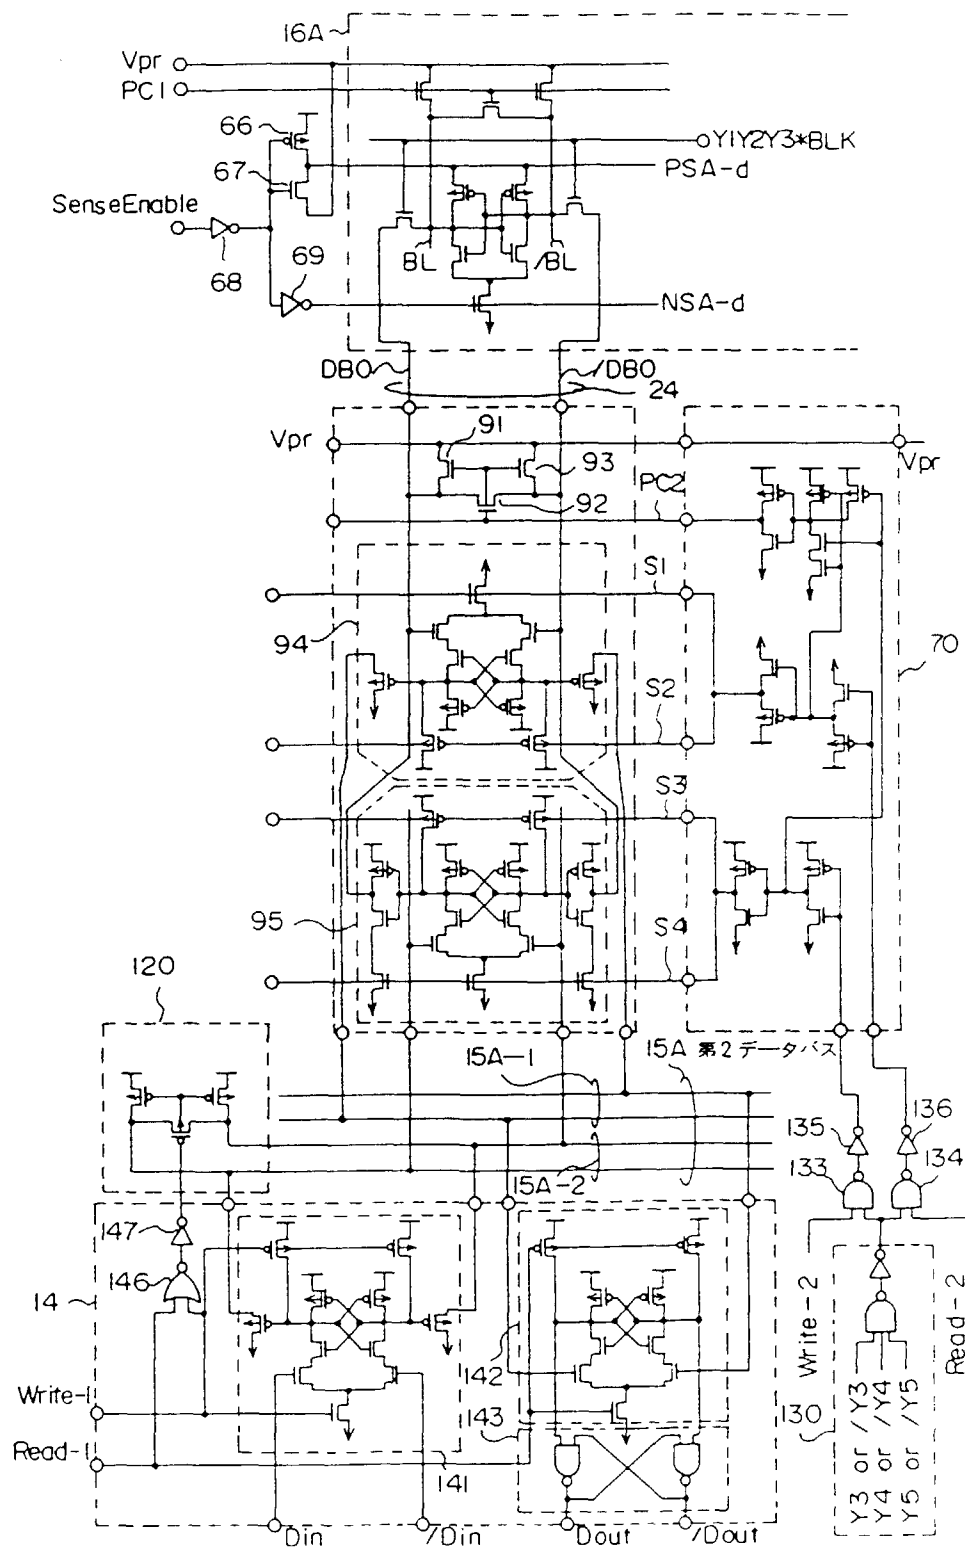 16A
Vpr
PC1
66
Y1Y2Y3*BLK
PSA-d
67
SenseEnable
BL
/BL
68
69
NSA-d
DB0
/DB0
24
Vpr
91
93
Vpr
PC2
92
S1
94
70
S2
S3
95
S4
120
15A-1
15A 第2データバス
135
136
133
134
15A-2
147
146
14
Write-2
Read-2
142
130
Write-1
143
Read-1
141
Y3 or /Y3
Y4 or /Y4
Y5 or /Y5
Din
/Din
Dout
/Dout